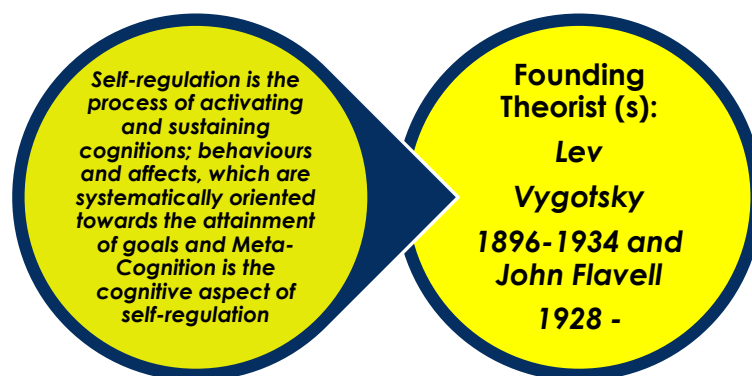 Self-regulation is the
process of activating
and sustaining
cognitions; behaviours
and affects, which are
systematically oriented
towards the attainment
of goals and Meta-
Cognition is the
cognitive aspect of
self-regulation
Founding
Theorist (s):
Lev
Vygotsky
1896-1934 and
John Flavell
1928 -